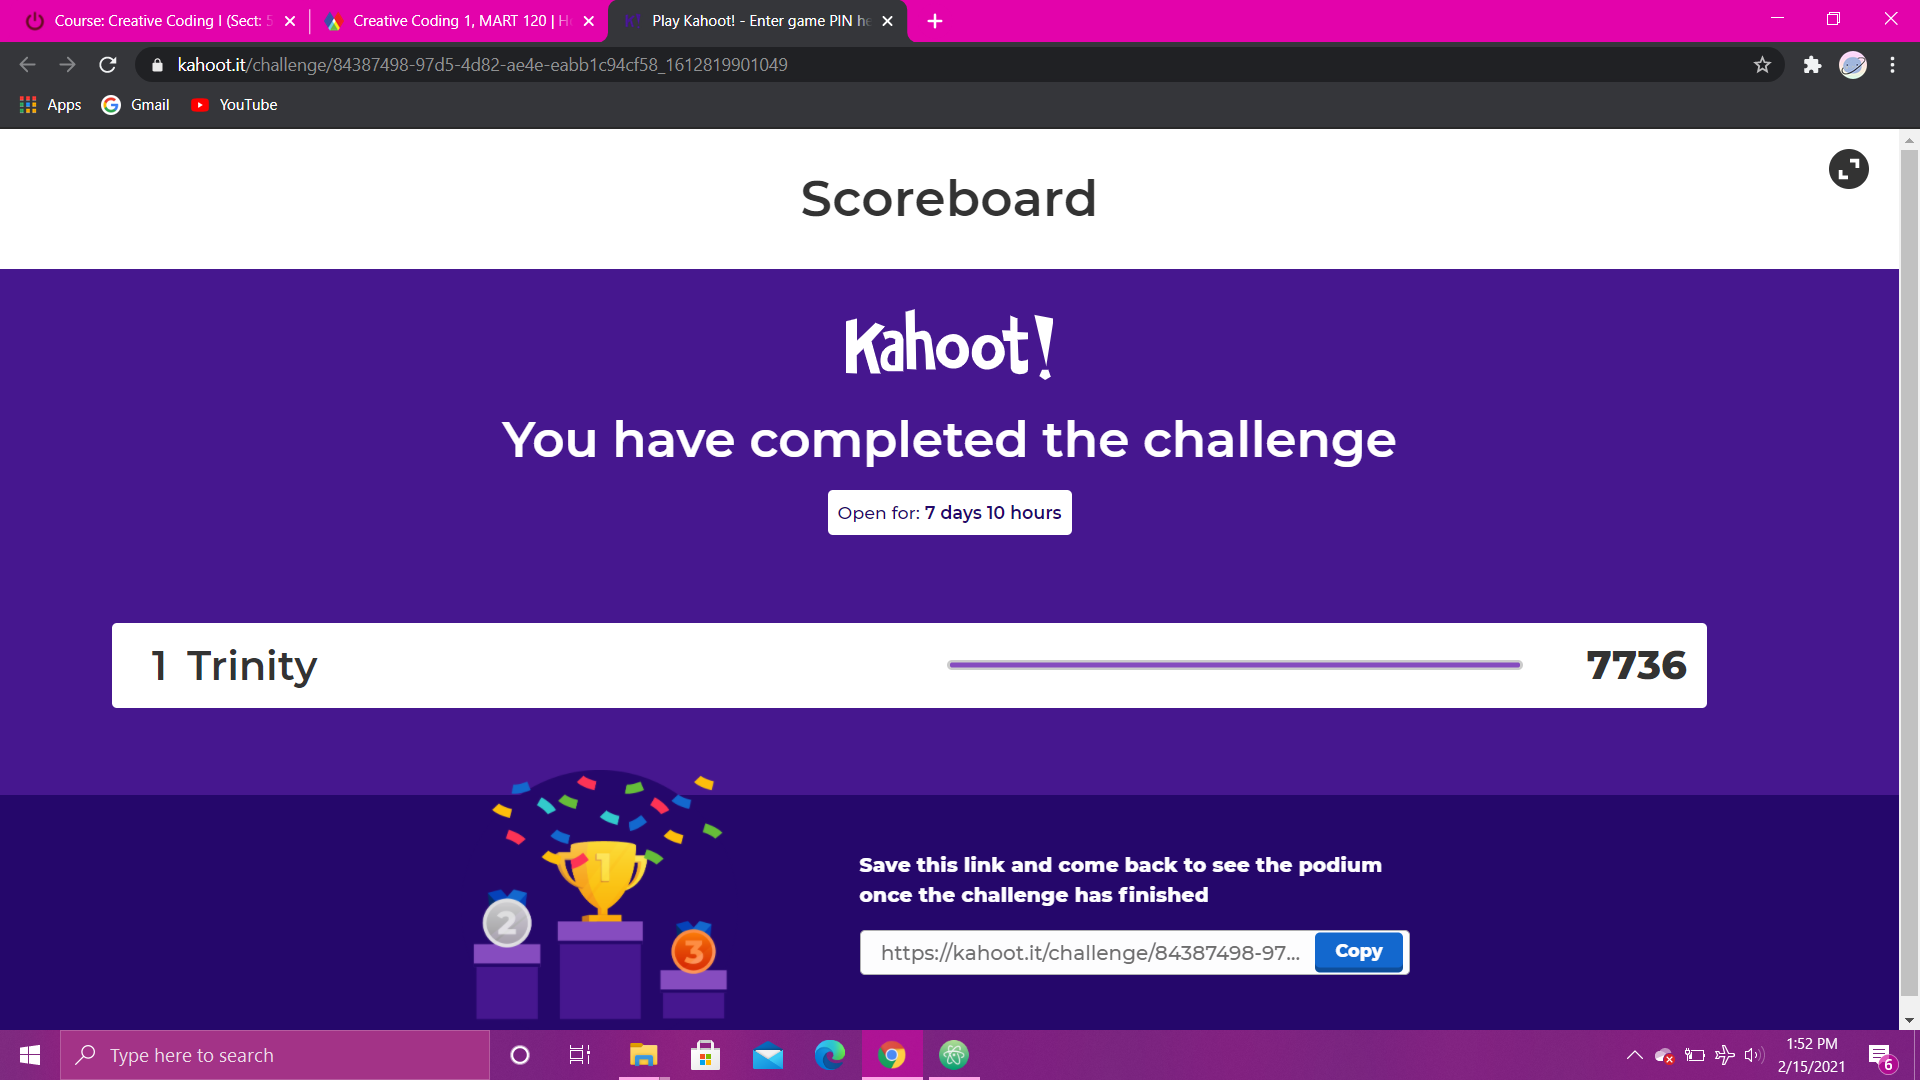 Course: Creative Coding I (Sect: 5
Creative Coding 1, MART 120 | H
Play Kahoot! - Enter game PIN he
kahoot.it/challenge/84387498-97d5-4d82-ae4e-eabb1c94cf58_1612819901049
Apps
Gmail
YouTube
Scoreboard
Kahoot!
You have completed the challenge
Open for: 7 days 10 hours
1 Trinity 7736
1
2
3
Save this link and come back to see the podium
once the challenge has finished
https://kahoot.it/challenge/84387498-97...
Copy
Type here to search
1:52 PM
2/15/2021
6